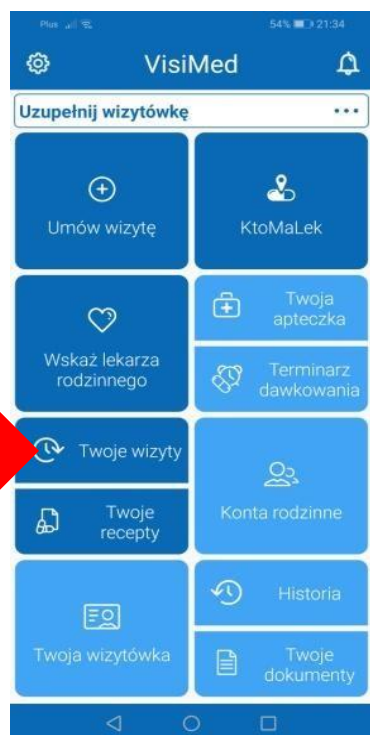 Plus 54% 21:34
VisiMed
Uzupełnij wizytówkę ...
Umów wizytę
KtoMaLek
Wskaż lekarza
rodzinnego
Twoja
apteczka
Terminarz
dawkowania
Twoje wizyty
Twoje
recepty
Konta rodzinne
Twoja wizytówka
Historia
Twoje
dokumenty